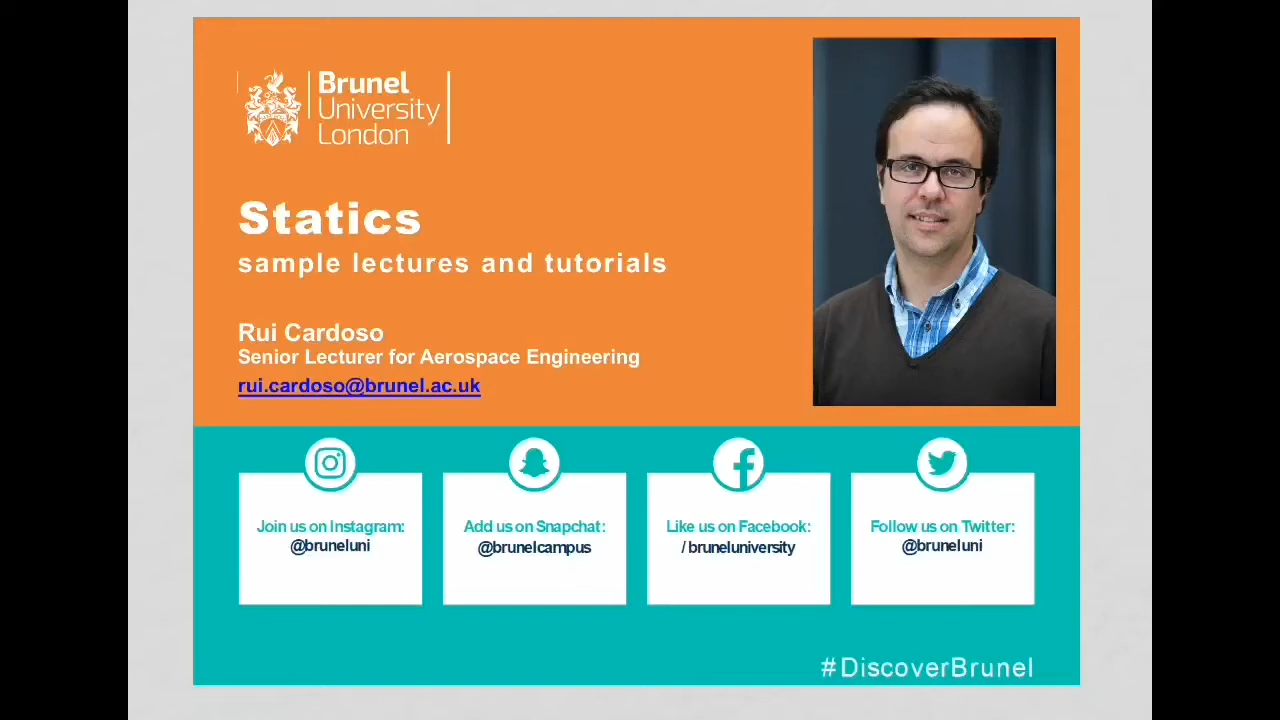 Brunel
University
London
Statics
sample lectures and tutorials
Rui Cardoso
Senior Lecturer for Aerospace Engineering
rui.cardoso@brunel.ac.uk
Join us on Instagram:
@bruneluni
Add us on Snapchat:
@brunelcampus
Like us on Facebook:
/ bruneluniversity
Follow us on Twitter:
@bruneluni
#DiscoverBrunel